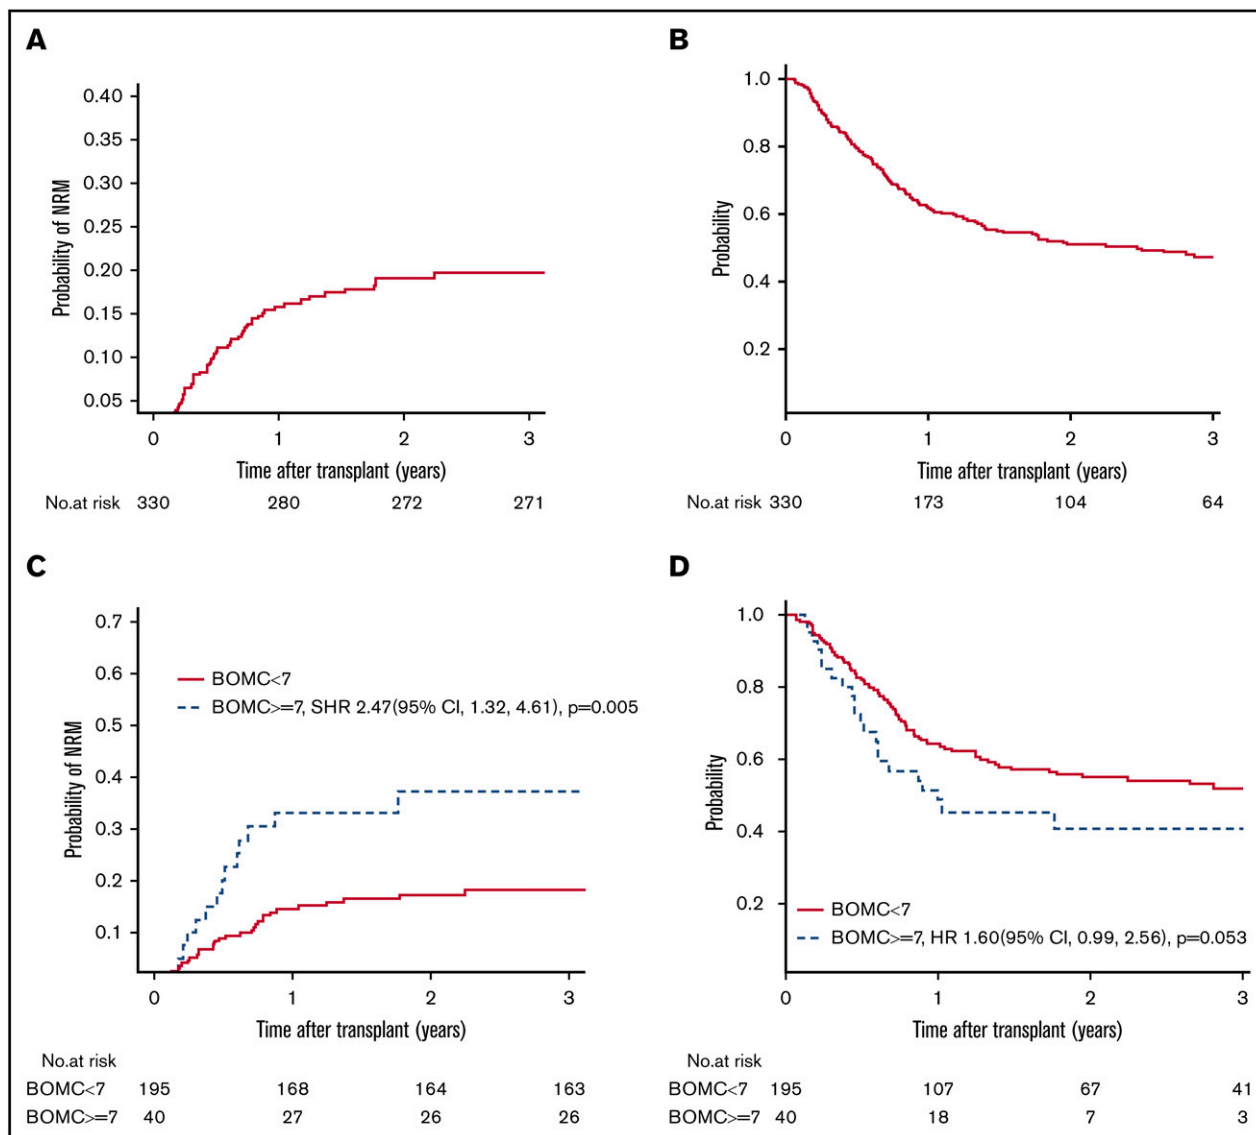 A
0.40
0.35
0.30
0.25
0.20
0.15
0.10
0.05
Probability of NRM
0 1 2 3
Time after transplant (years)
No.at risk 330 280 272 271
B
1.0
0.8
0.6
0.4
0.2
Probability
0 1 2 3
Time after transplant (years)
No.at risk 330 173 104 64
C
0.7
0.6
0.5
0.4
0.3
0.2
0.1
Probability of NRM
BOMC<7
BOMC>=7, SHR 2.47(95% CI, 1.32, 4.61), p=0.005
0 1 2 3
Time after transplant (years)
No.at risk
BOMC<7 195 168 164 163
BOMC>=7 40 27 26 26
D
1.0
0.8
0.6
0.4
0.2
Probability
BOMC<7
BOMC>=7, HR 1.60(95% CI, 0.99, 2.56), p=0.053
0 1 2 3
Time after transplant (years)
No.at risk
BOMC<7 195 107 67 41
BOMC>=7 40 18 7 3